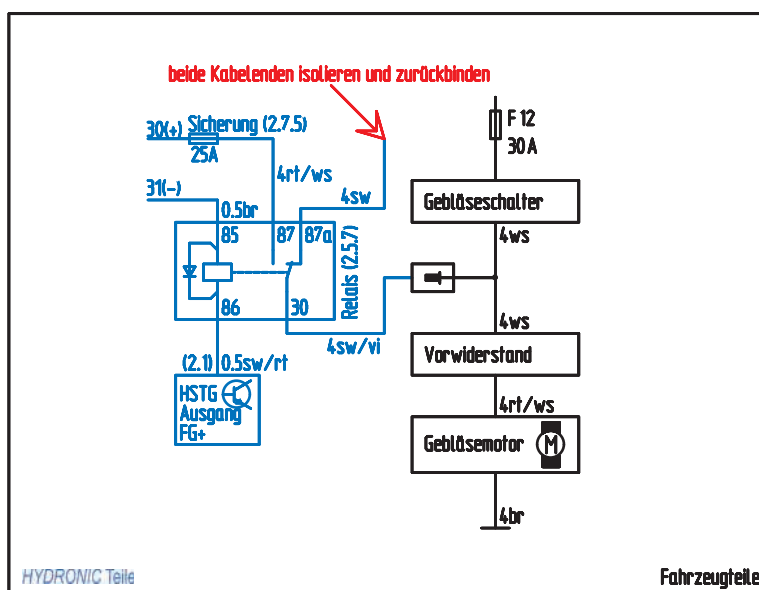 beide Kabelenden isolieren und zurückbinden
30(+) Sicherung (2.7.5)
25A
4rt/ws
31(-)
0.5br
4sw
85
87
87a
Relais (2.5.7)
86
30
4sw/vi
(2.1) 0.5sw/rt
HSTG
Ausgang
FG+
F 12
30A
Gebläseschalter
4ws
4ws
Vorwiderstand
4rt/ws
Gebläsemotor
M
4br
HYDRONIC Teile
Fahrzeugteile